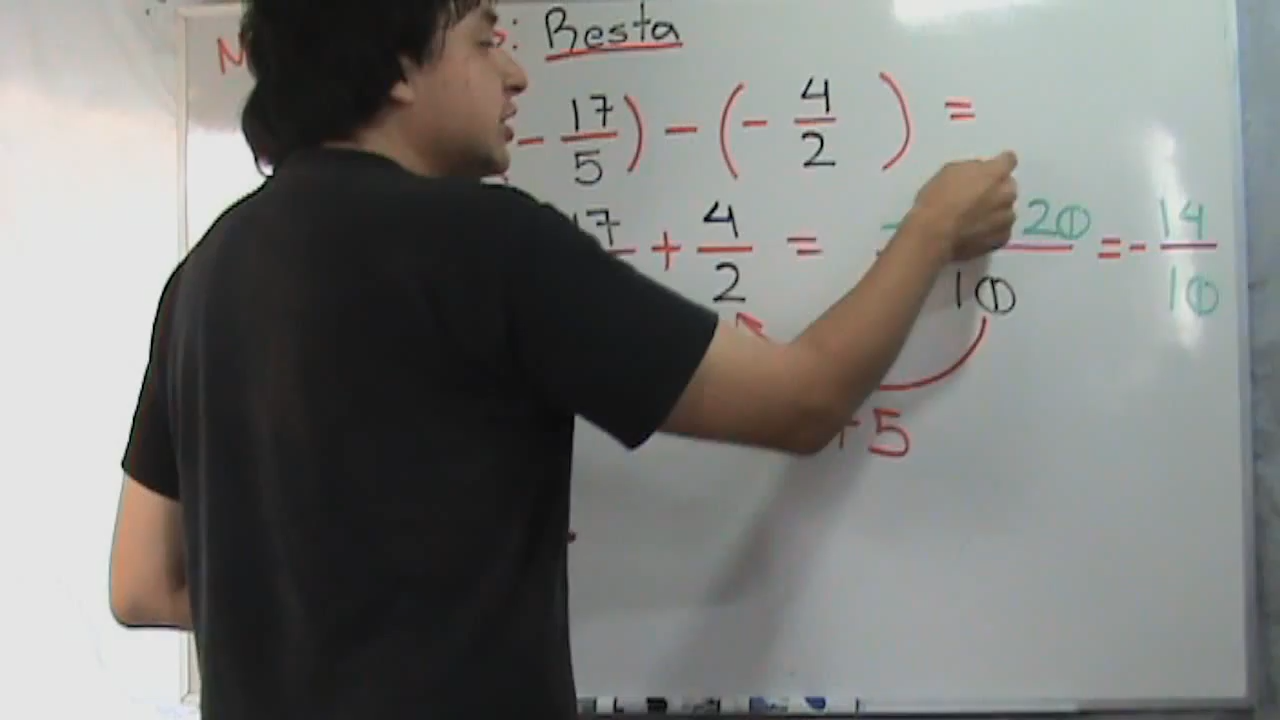 : Resta
- 17/5) - (- 4/2) =
17 + 4/2 = - 20/10 = - 14/10
+5